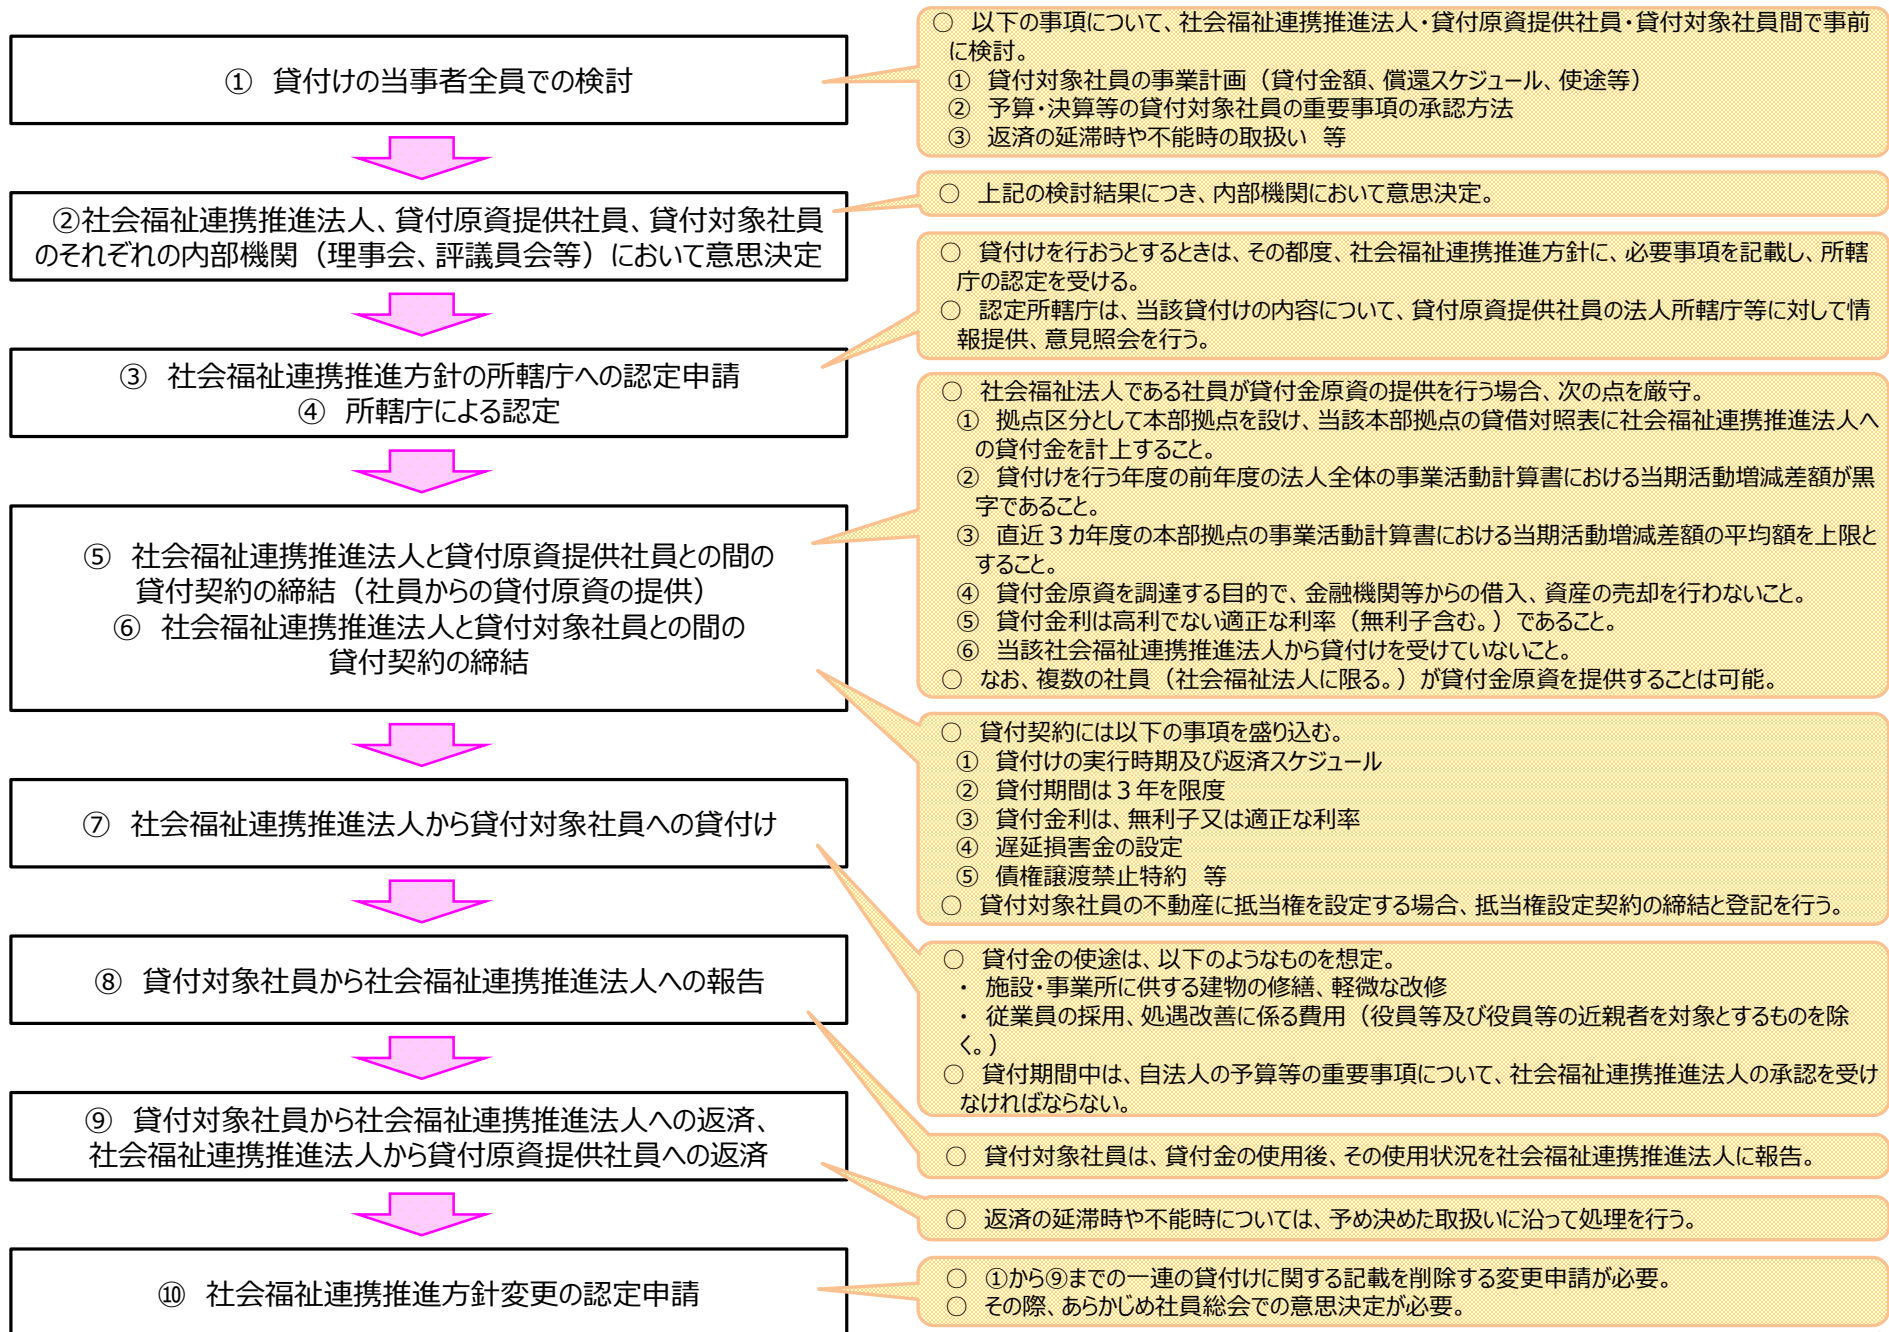 ① 貸付けの当事者全員での検討
○ 以下の事項について、社会福祉連携推進法人・貸付原資提供社員・貸付対象社員間で事前
に検討。
① 貸付対象社員の事業計画（貸付金額、償還スケジュール、使途等）
② 予算・決算等の貸付対象社員の重要事項の承認方法
③ 返済の延滞時や不能時の取扱い 等
②社会福祉連携推進法人、貸付原資提供社員、貸付対象社員
のそれぞれの内部機関（理事会、評議員会等）において意思決定
○ 上記の検討結果につき、内部機関において意思決定。
③ 社会福祉連携推進方針の所轄庁への認定申請
④ 所轄庁による認定
○ 貸付けを行おうとするときは、その都度、社会福祉連携推進方針に、必要事項を記載し、所轄
庁の認定を受ける。
○ 認定所轄庁は、当該貸付けの内容について、貸付原資提供社員の法人所轄庁等に対して情
報提供、意見照会を行う。
⑤ 社会福祉連携推進法人と貸付原資提供社員との間の
貸付契約の締結（社員からの貸付原資の提供）
⑥ 社会福祉連携推進法人と貸付対象社員との間の
貸付契約の締結
○ 社会福祉法人である社員が貸付金原資の提供を行う場合、次の点を厳守。
① 拠点区分として本部拠点を設け、当該本部拠点の貸借対照表に社会福祉連携推進法人へ
の貸付金を計上すること。
② 貸付けを行う年度の前年度の法人全体の事業活動計算書における当期活動増減差額が黒
字であること。
③ 直近３カ年度の本部拠点の事業活動計算書における当期活動増減差額の平均額を上限と
すること。
④ 貸付金原資を調達する目的で、金融機関等からの借入、資産の売却を行わないこと。
⑤ 貸付金利は高利でない適正な利率（無利子含む。）であること。
⑥ 当該社会福祉連携推進法人から貸付けを受けていないこと。
○ なお、複数の社員（社会福祉法人に限る。）が貸付金原資を提供することは可能。
○ 貸付契約には以下の事項を盛り込む。
① 貸付けの実行時期及び返済スケジュール
② 貸付期間は３年を限度
③ 貸付金利は、無利子又は適正な利率
④ 遅延損害金の設定
⑤ 債権譲渡禁止特約 等
○ 貸付対象社員の不動産に抵当権を設定する場合、抵当権設定契約の締結と登記を行う。
⑦ 社会福祉連携推進法人から貸付対象社員への貸付け
○ 貸付金の使途は、以下のようなものを想定。
・ 施設・事業所に供する建物の修繕、軽微な改修
・ 従業員の採用、処遇改善に係る費用（役員等及び役員等の近親者を対象とするものを除
く。）
○ 貸付期間中は、自法人の予算等の重要事項について、社会福祉連携推進法人の承認を受け
なければならない。
⑧ 貸付対象社員から社会福祉連携推進法人への報告
○ 貸付対象社員は、貸付金の使用後、その使用状況を社会福祉連携推進法人に報告。
⑨ 貸付対象社員から社会福祉連携推進法人への返済、
社会福祉連携推進法人から貸付原資提供社員への返済
○ 返済の延滞時や不能時については、予め決めた取扱いに沿って処理を行う。
⑩ 社会福祉連携推進方針変更の認定申請
○ ①から⑨までの一連の貸付けに関する記載を削除する変更申請が必要。
○ その際、あらかじめ社員総会での意思決定が必要。